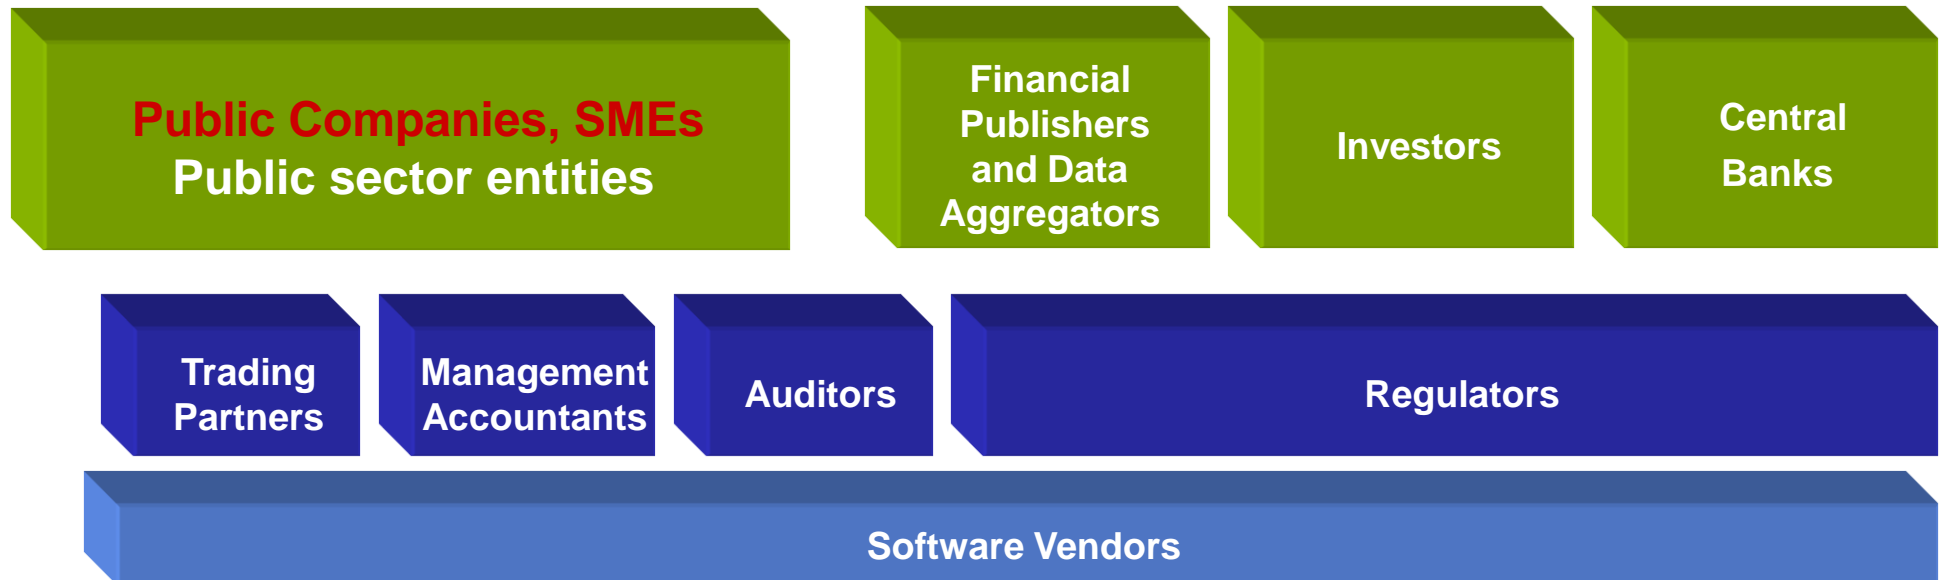 Public Companies, SMEs
Public sector entities
Financial
Publishers
and Data
Aggregators
Investors
Central
Banks
Trading
Partners
Management
Accountants
Auditors
Regulators
Software Vendors